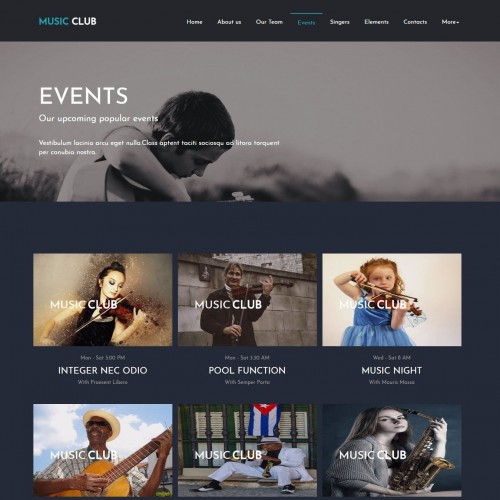 MUSIC CLUB
Home About us Our Team Events Singers Elements Contacts More
EVENTS
Our upcoming popular events
Vestibulum lacinia arcu eget nulla.Class aptent taciti sociosqu ad litora torquent
per conubia nostra.
MUSIC CLUB MUSIC CLUB MUSIC CLUB
Mon - Sat 5:00 PM
INTEGER NEC ODIO
With Praesent Libero
Mon - Sat 3:30 AM
POOL FUNCTION
With Semper Porta
Wed - Sat 8 AM
MUSIC NIGHT
With Mauris Massa
MUSIC CLUB MUSIC CLUB MUSIC CLUB